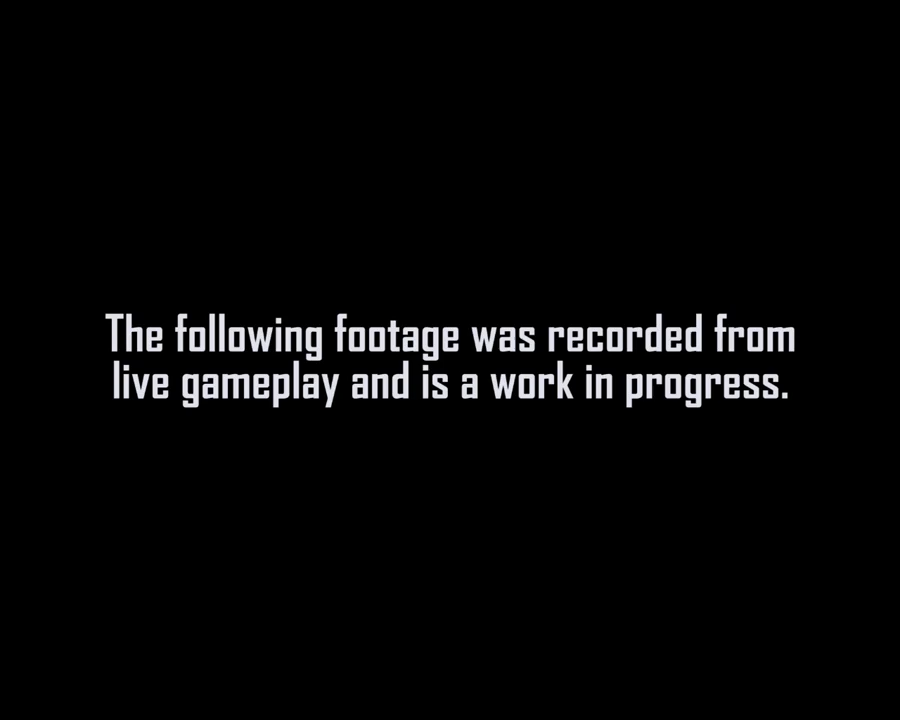 The following footage was recorded from
live gameplay and is a work in progress.